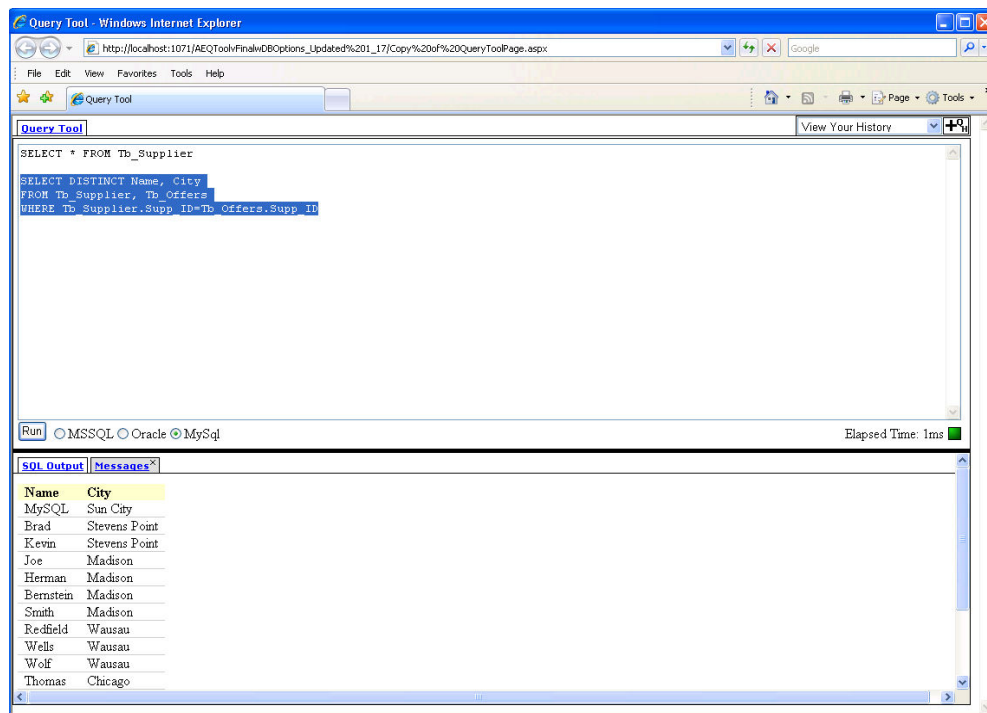 Query Tool - Windows Internet Explorer
http://localhost:1071/AEQToolvFinalwDBOptions_Updated%201_17/Copy%20of%20QueryToolPage.aspx
Google
File Edit View Favorites Tools Help
Query Tool
Page Tools
Query Tool
View Your History
SELECT * FROM Tb_Supplier
SELECT DISTINCT Name, City
FROM Tb_Supplier, Tb_Offers
WHERE Tb_Supplier.Supp_ID=Tb_Offers.Supp_ID
Run MSSQL Oracle MySql
Elapsed Time: 1ms
SQL Output Messages X
Name City
MySQL Sun City
Brad Stevens Point
Kevin Stevens Point
Joe Madison
Herman Madison
Bernstein Madison
Smith Madison
Redfield Wausau
Wells Wausau
Wolf Wausau
Thomas Chicago